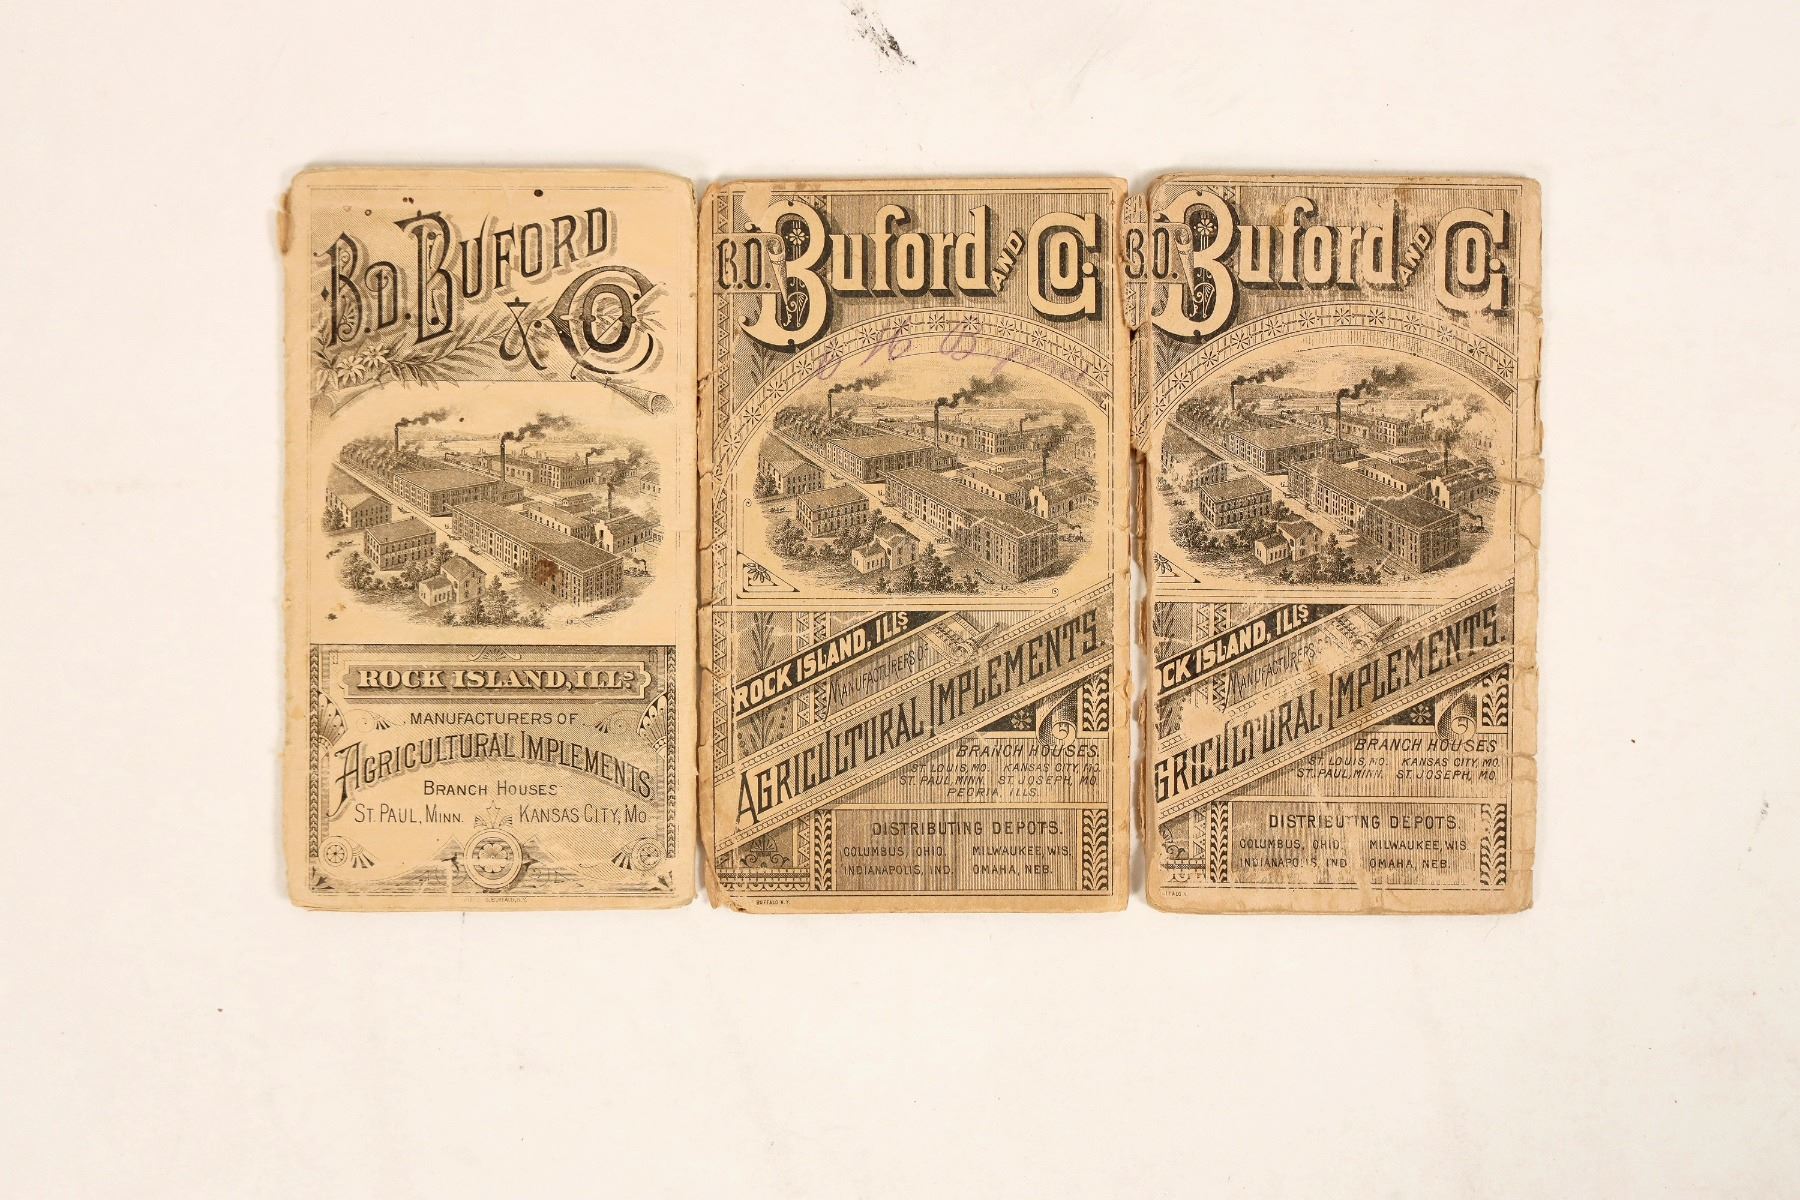 B.D. BUFORD
& CO
ROCK ISLAND, ILLS
MANUFACTURERS OF
AGRICULTURAL IMPLEMENTS.
BRANCH HOUSES
ST. PAUL, MINN. KANSAS CITY, MO.
BUFFALO, N.Y.
B.D. Buford AND Co.
ROCK ISLAND, ILLS
MANUFACTURERS OF
AGRICULTURAL IMPLEMENTS.
BRANCH HOUSES.
ST. LOUIS, MO. KANSAS CITY, MO.
ST. PAUL, MINN. ST. JOSEPH, MO.
PEORIA, ILLS.
DISTRIBUTING DEPOTS.
COLUMBUS, OHIO. MILWAUKEE, WIS.
INDIANAPOLIS, IND. OMAHA, NEB.
BUFFALO N.Y.
B.D. Buford AND Co.
OCK ISLAND, ILLS
MANUFACTURERS OF
AGRICULTURAL IMPLEMENTS.
BRANCH HOUSES
ST. LOUIS, MO. KANSAS CITY, MO.
ST. PAUL, MINN. ST. JOSEPH, MO.
DISTRIBUTING DEPOTS.
COLUMBUS, OHIO. MILWAUKEE, WIS
INDIANAPOLIS, IND OMAHA, NEB.